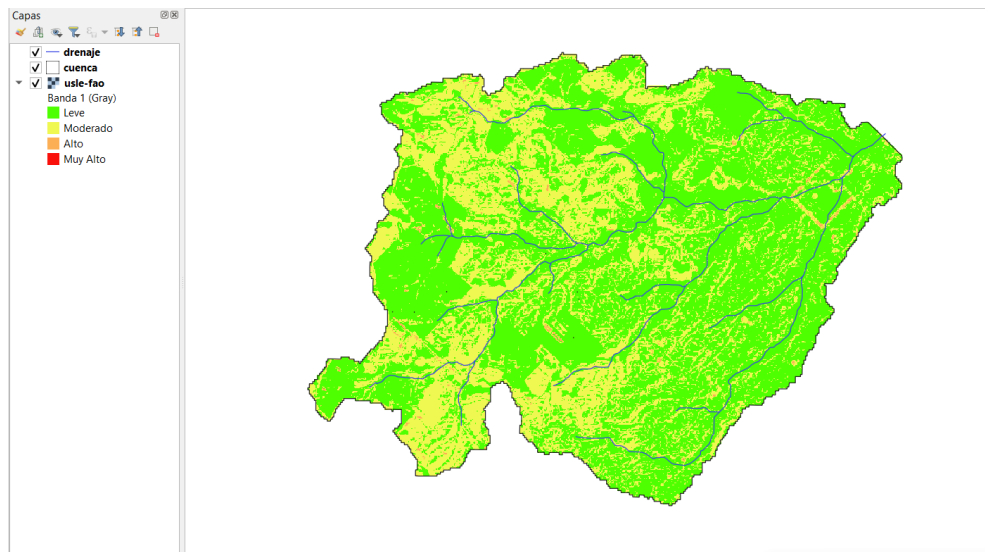 Capas
drenaje
cuenca
usle-fao
Banda 1 (Gray)
Leve
Moderado
Alto
Muy Alto